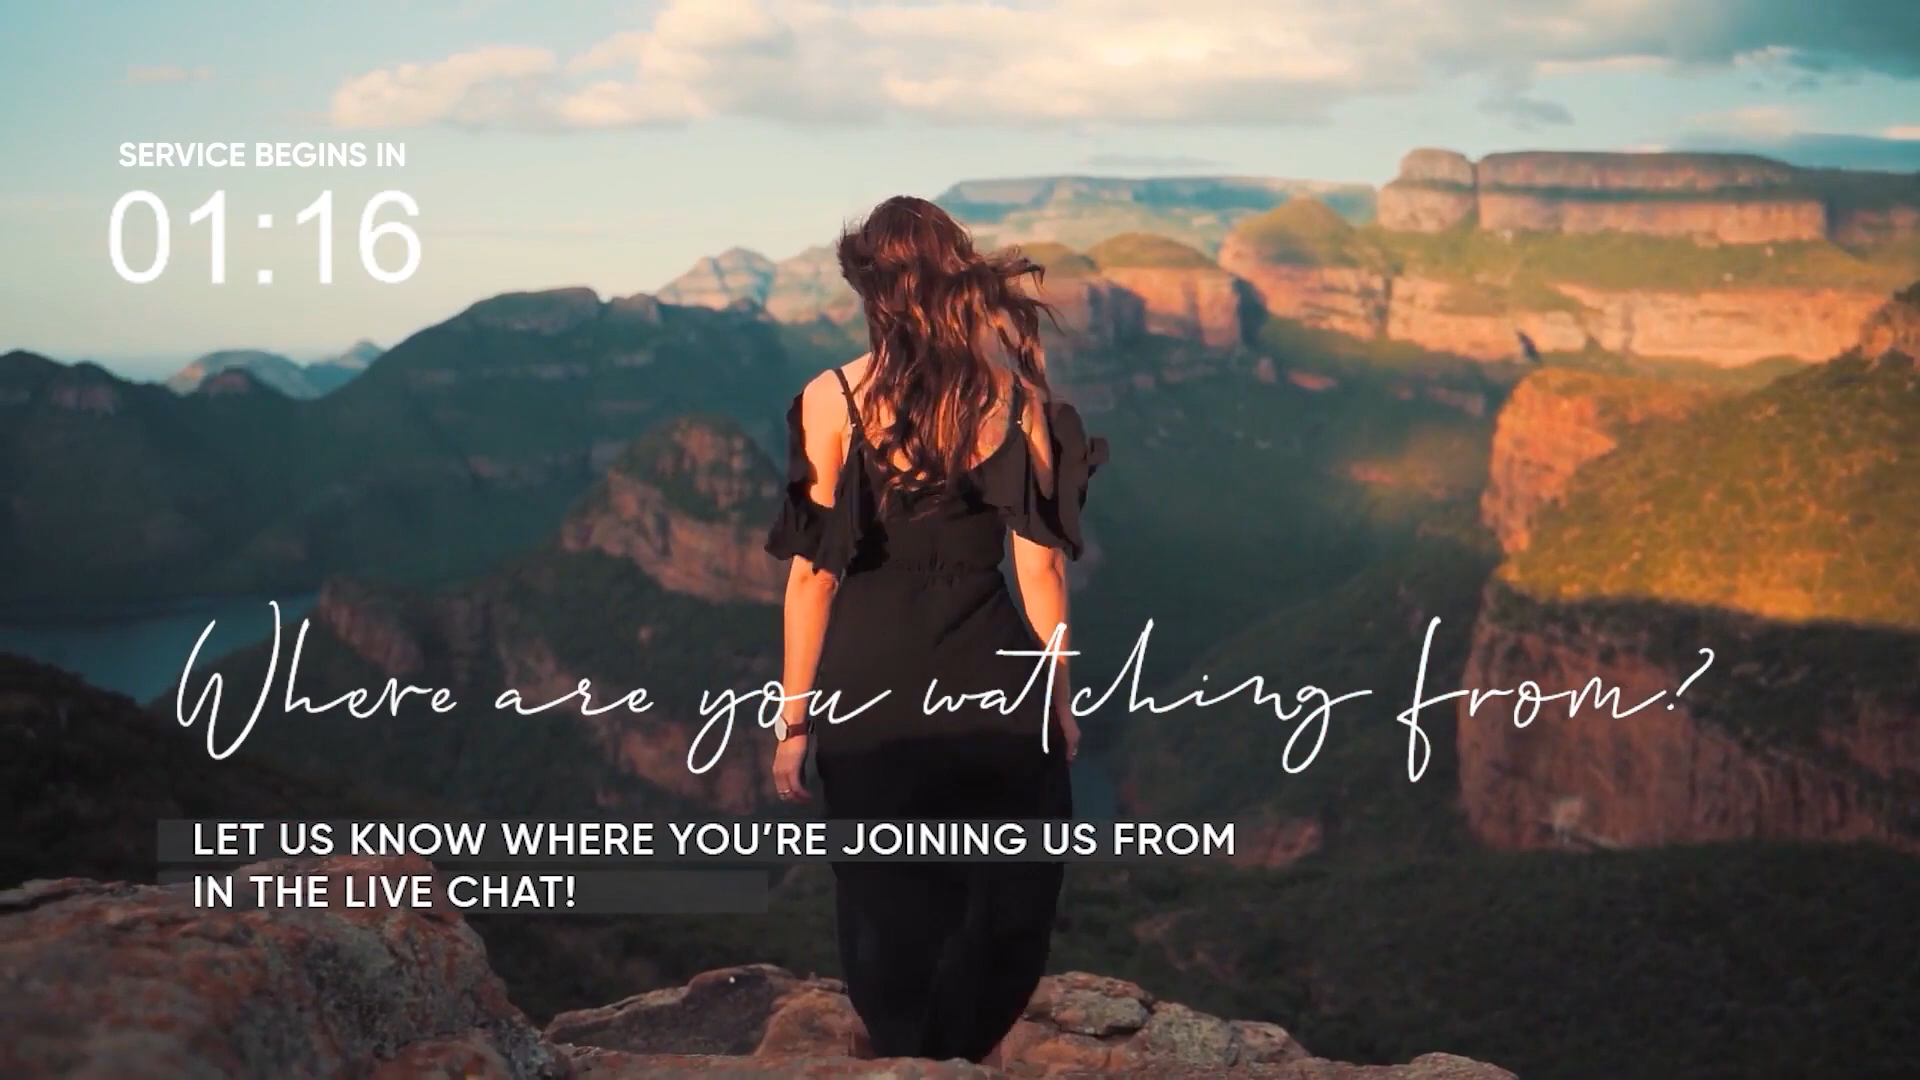 SERVICE BEGINS IN
01:16
Where are you watching from?
LET US KNOW WHERE YOU’RE JOINING US FROM
IN THE LIVE CHAT!